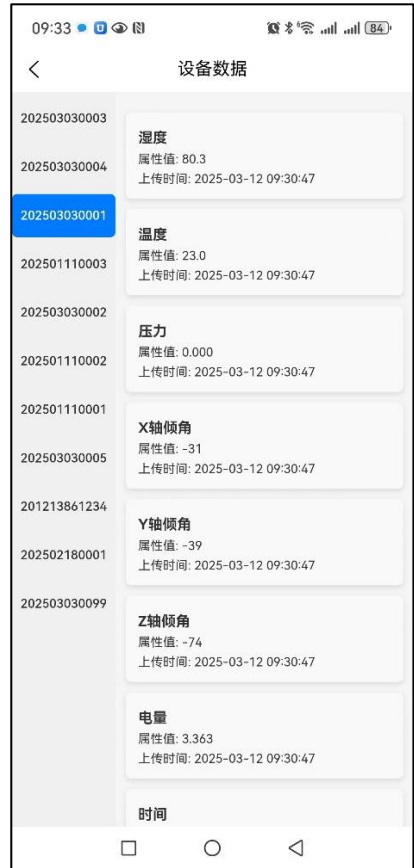 09:33
84
设备数据
202503030003
202503030004
202503030001
202501110003
202503030002
202501110002
202501110001
202503030005
201213861234
202502180001
202503030099
湿度
属性值: 80.3
上传时间: 2025-03-12 09:30:47
温度
属性值: 23.0
上传时间: 2025-03-12 09:30:47
压力
属性值: 0.000
上传时间: 2025-03-12 09:30:47
X轴倾角
属性值: -31
上传时间: 2025-03-12 09:30:47
Y轴倾角
属性值: -39
上传时间: 2025-03-12 09:30:47
Z轴倾角
属性值: -74
上传时间: 2025-03-12 09:30:47
电量
属性值: 3.363
上传时间: 2025-03-12 09:30:47
时间